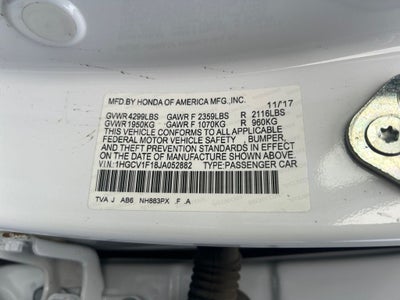 MFD.BY HONDA OF AMERICA MFG.,INC. 11/17
GVWR 4299LBS GAWR F 2359LBS R 2116LBS
GVWR 1950KG GAWR F 1070KG R 960KG
THIS VEHICLE CONFORMS TO ALL APPLICABLE
FEDERAL MOTOR VEHICLE SAFETY, BUMPER,
AND THEFT PREVENTION STANDARDS IN EFFECT
ON THE DATE OF MANUFACTURE SHOWN ABOVE.
VIN: 1HGCV1F18JA052882 TYPE:PASSENGER CAR
TVA J AB6 NH883PX F A